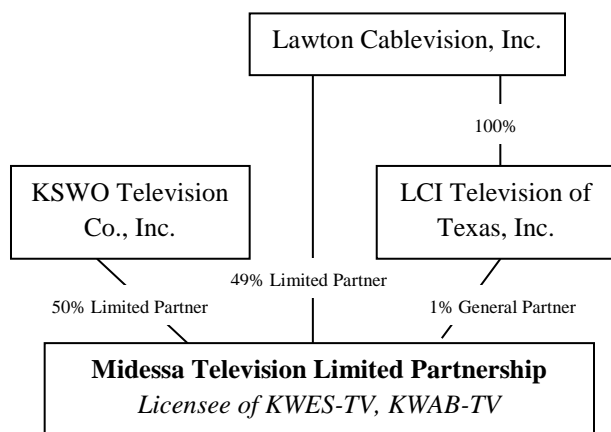 Lawton Cablevision, Inc.
100%
KSWO Television
Co., Inc.
LCI Television of
Texas, Inc.
50% Limited Partner
49% Limited Partner
1% General Partner
Midessa Television Limited Partnership
Licensee of KWES-TV, KWAB-TV